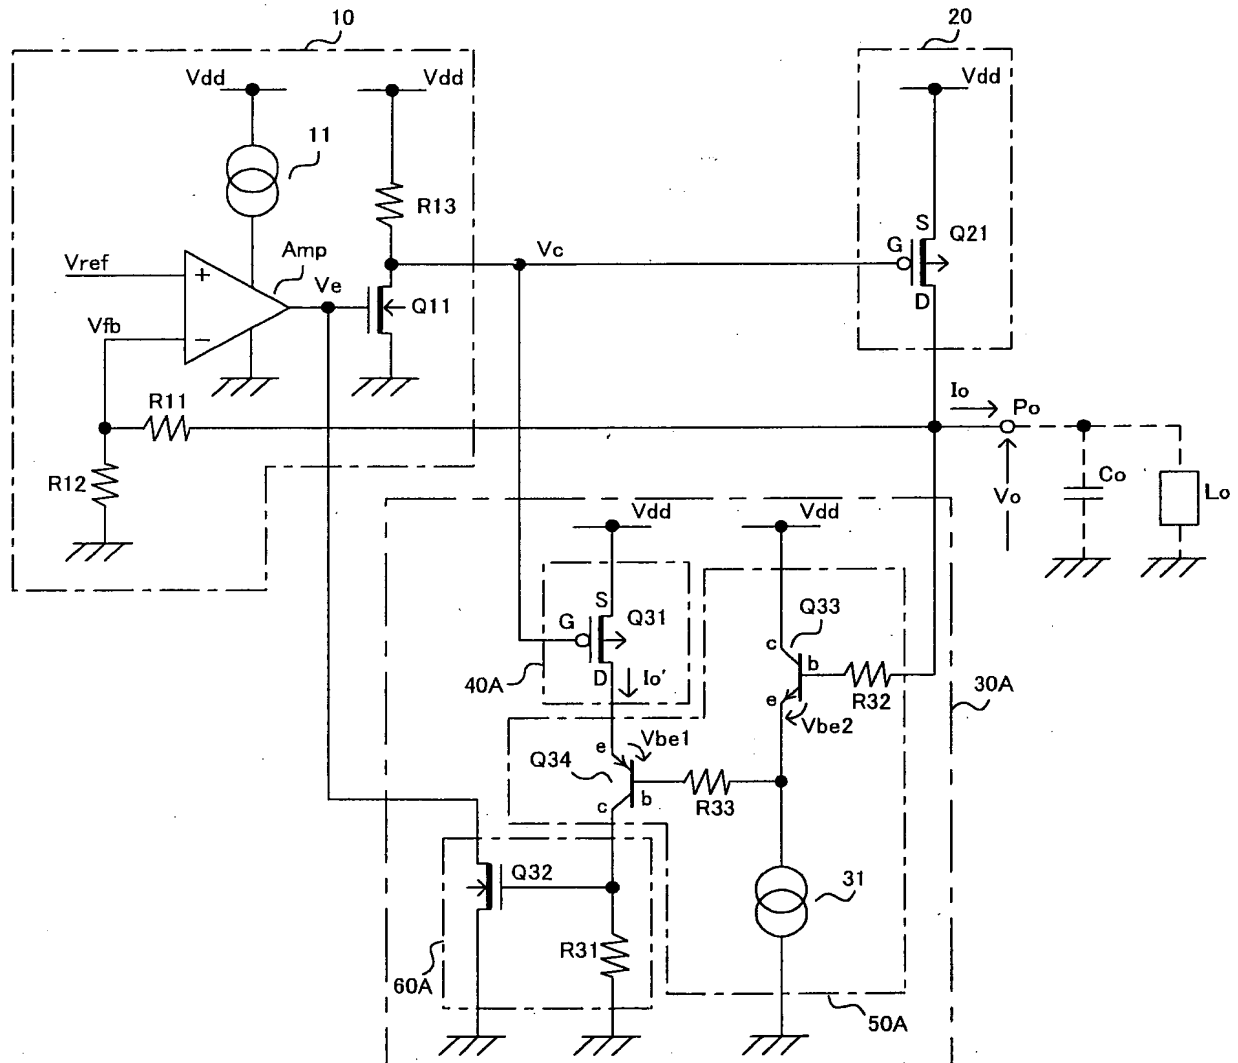 10
20
Vdd
Vdd
Vdd
11
R13
S
Q21
G
Vc
D
Amp
Vref
+
Ve
Q11
Vfb
−
R11
Io
Po
R12
Co
Lo
Vo
Vdd
Vdd
S
Q31
G
D
Io'
40A
Q33
c
b
e
R32
30A
Vbe2
Vbe1
e
Q34
c
b
R33
Q32
31
R31
60A
50A